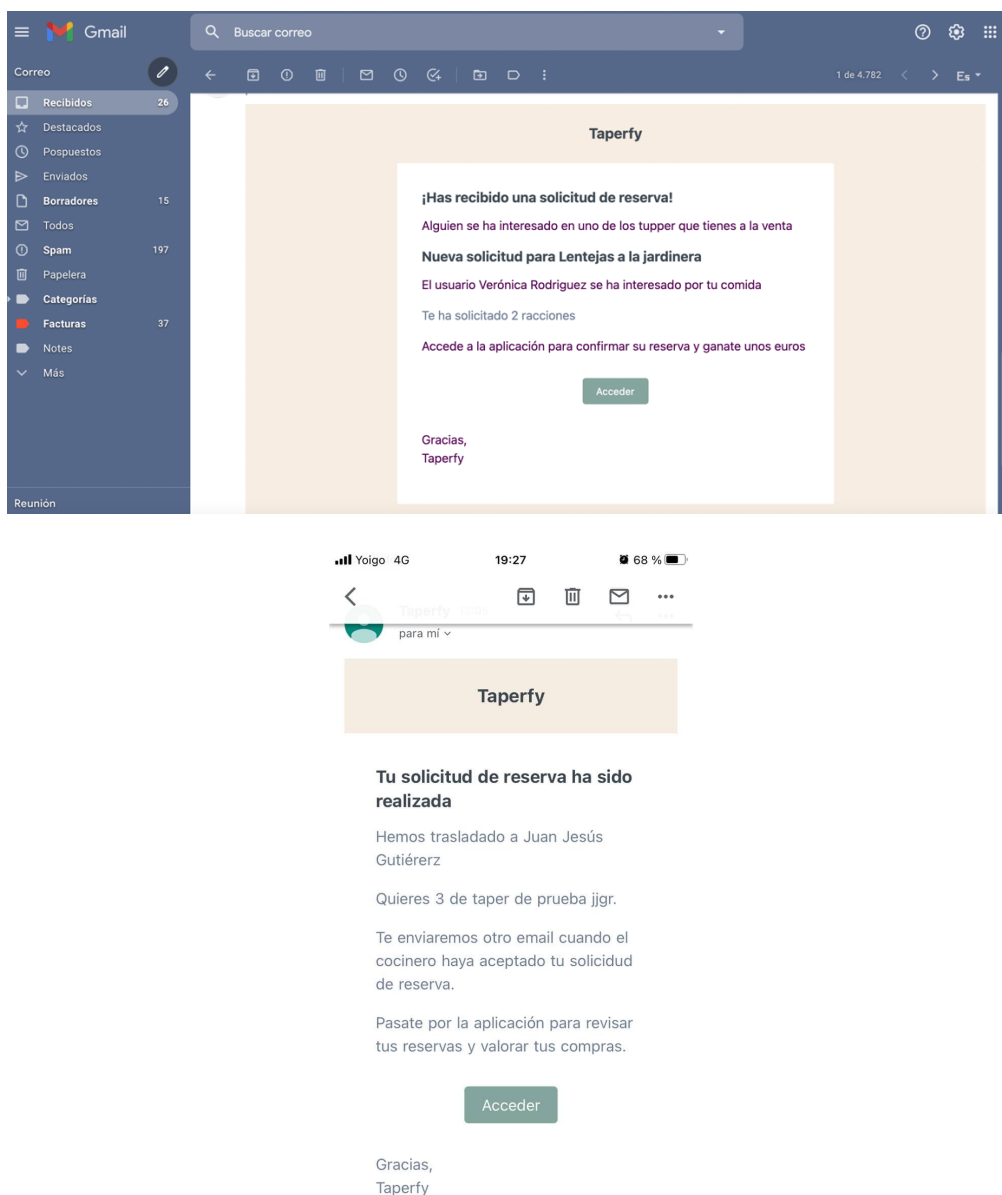 Gmail
Buscar correo
Correo
1 de 4.782
Es
Recibidos 26
Destacados
Pospuestos
Enviados
Borradores 15
Todos
Spam 197
Papelera
Categorías
Facturas 37
Notes
Más
Reunión
Taperfy
¡Has recibido una solicitud de reserva!
Alguien se ha interesado en uno de los tupper que tienes a la venta
Nueva solicitud para Lentejas a la jardinera
El usuario Verónica Rodriguez se ha interesado por tu comida
Te ha solicitado 2 racciones
Accede a la aplicación para confirmar su reserva y ganate unos euros
Acceder
Gracias,
Taperfy
Yoigo 4G 19:27 68 %
Taperfy
para mí
Taperfy
Tu solicitud de reserva ha sido
realizada
Hemos trasladado a Juan Jesús
Gutiérerz
Quieres 3 de taper de prueba jjgr.
Te enviaremos otro email cuando el
cocinero haya aceptado tu solicidud
de reserva.
Pasate por la aplicación para revisar
tus reservas y valorar tus compras.
Acceder
Gracias,
Taperfy